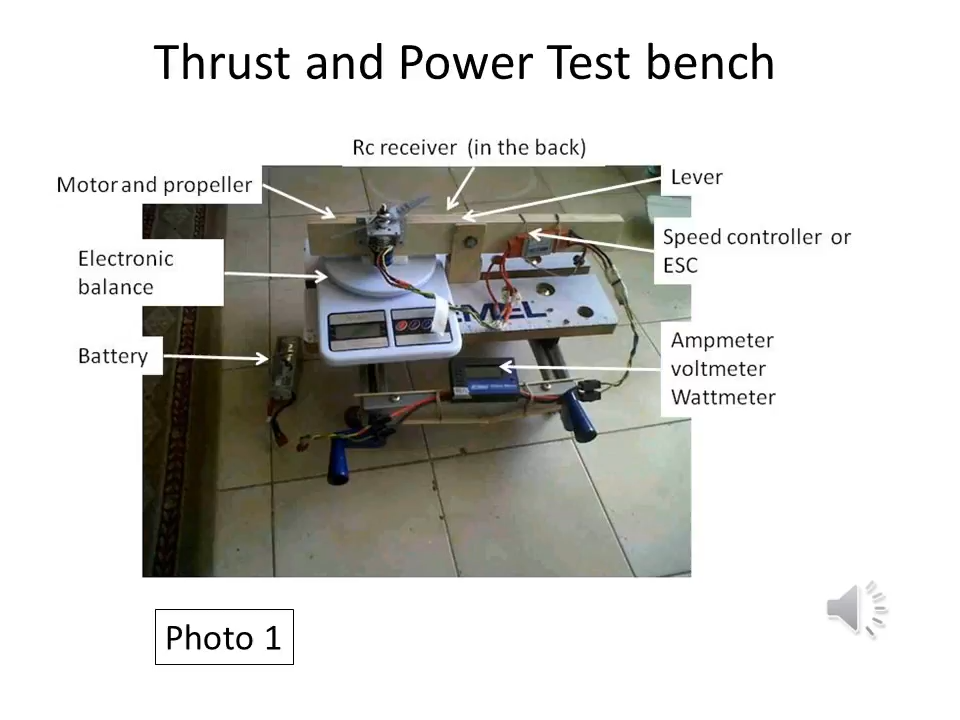 Thrust and Power Test bench
Rc receiver (in the back)
Motor and propeller
Lever
Speed controller or
ESC
Electronic
balance
Ampmeter
voltmeter
Wattmeter
Battery
Photo 1